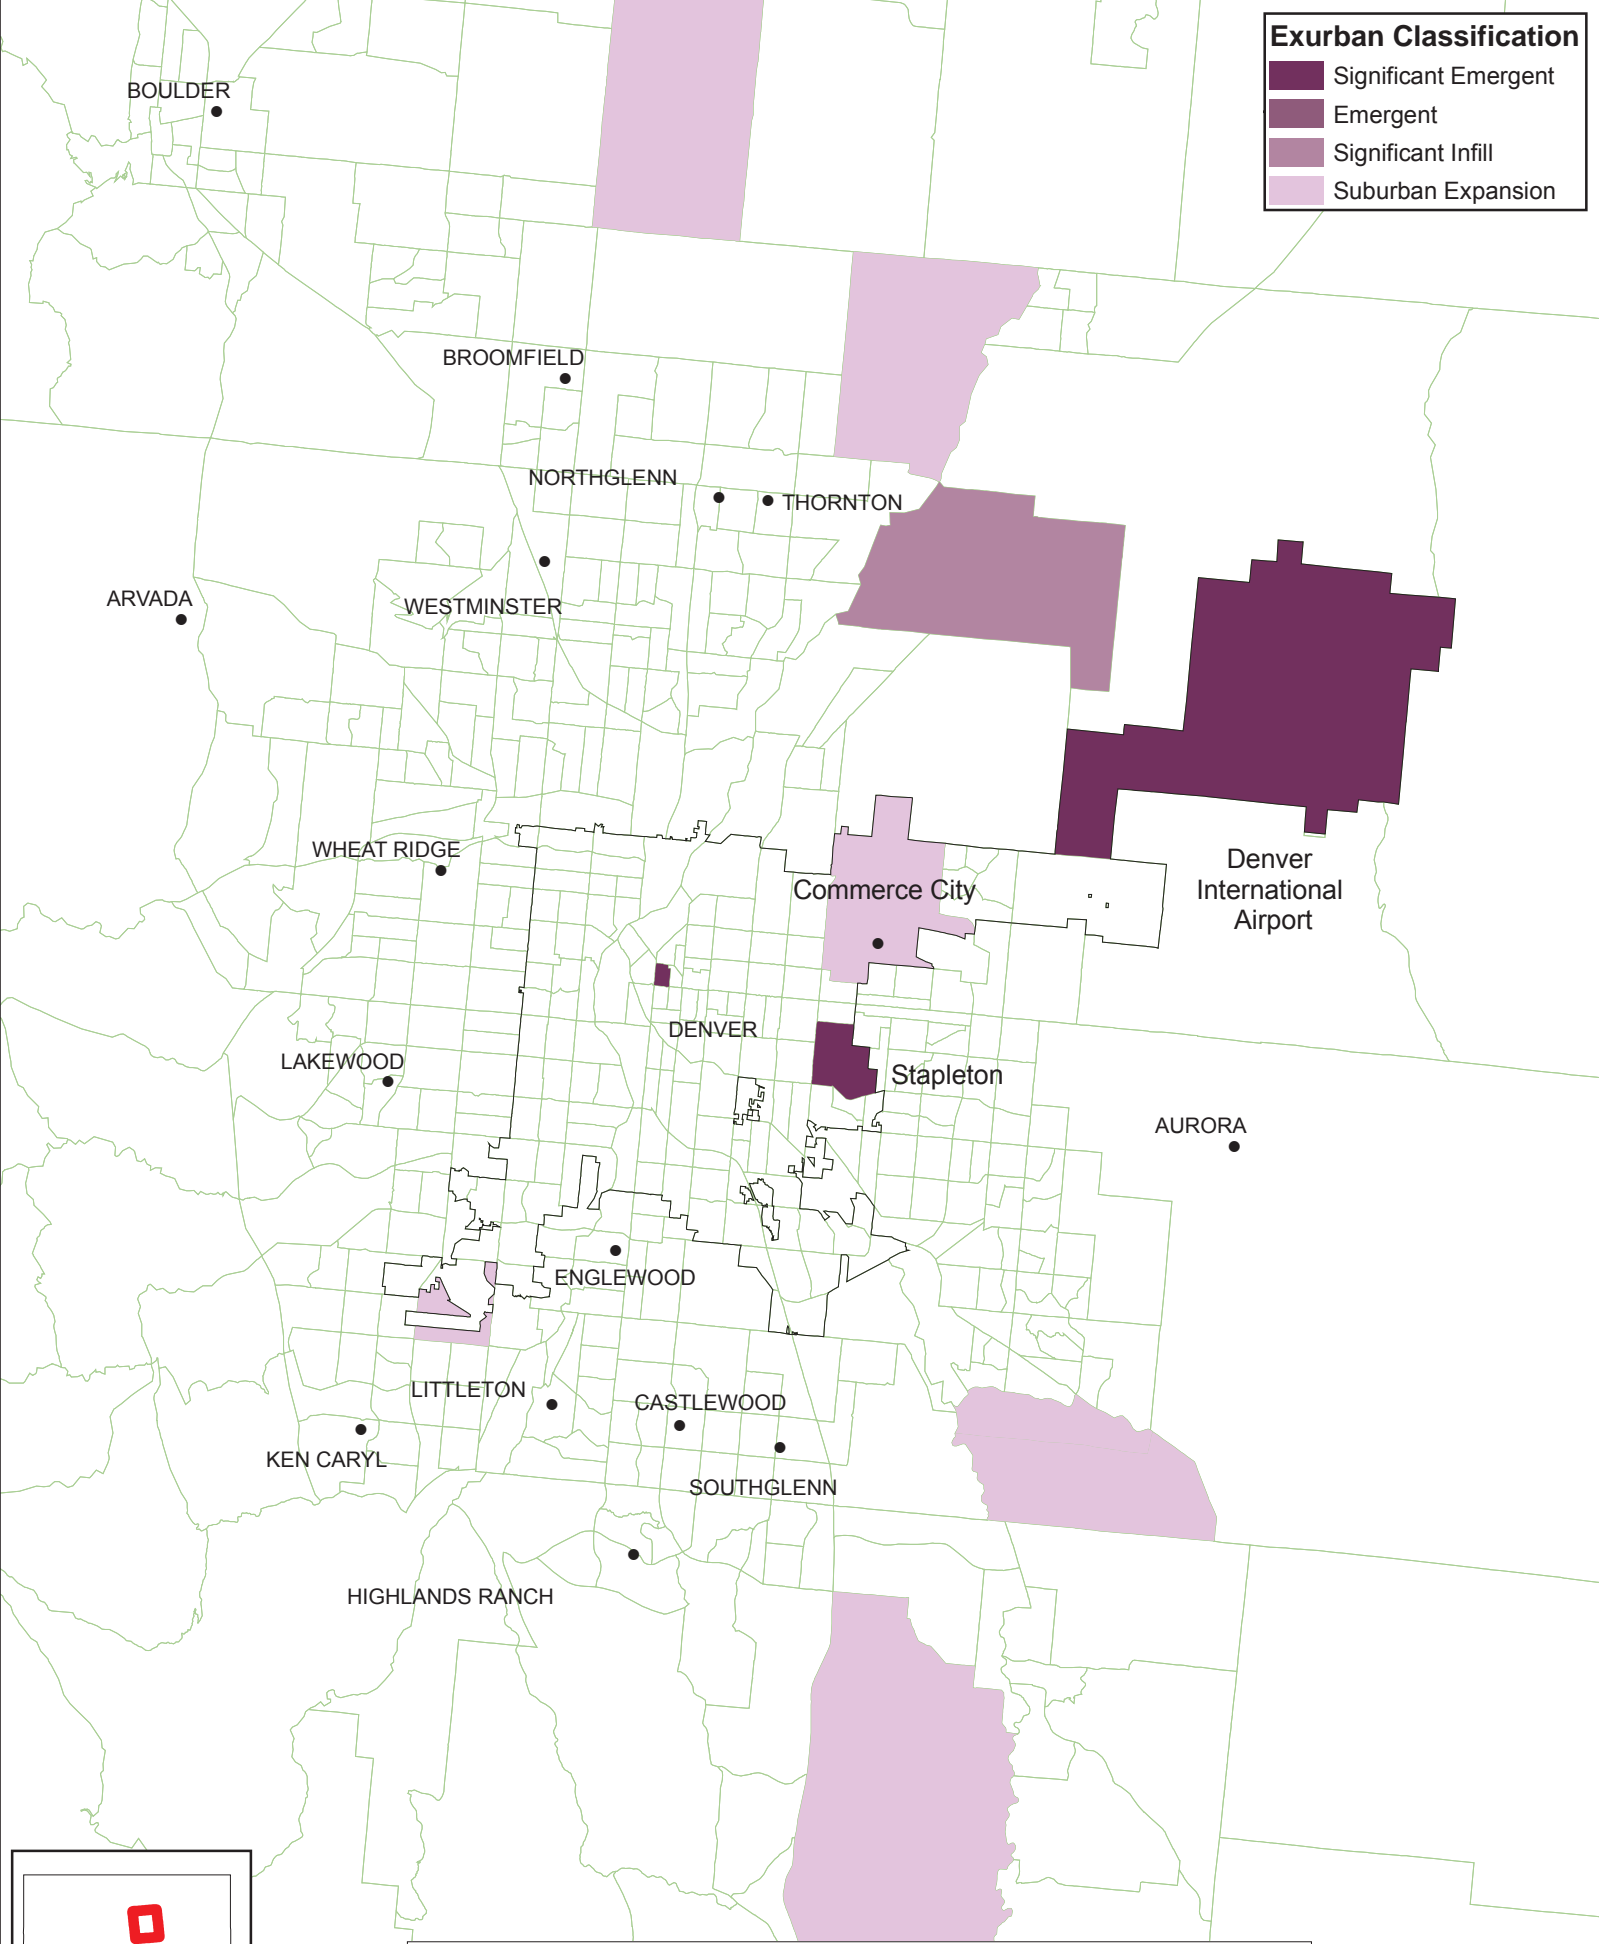 Exurban Classification
Significant Emergent
Emergent
Significant Infill
Suburban Expansion
BOULDER
BROOMFIELD
NORTHGLENN
THORNTON
ARVADA
WESTMINSTER
WHEAT RIDGE
Commerce City
Denver
International
Airport
DENVER
LAKEWOOD
Stapleton
AURORA
ENGLEWOOD
LITTLETON
CASTLEWOOD
KEN CARYL
SOUTHGLENN
HIGHLANDS RANCH